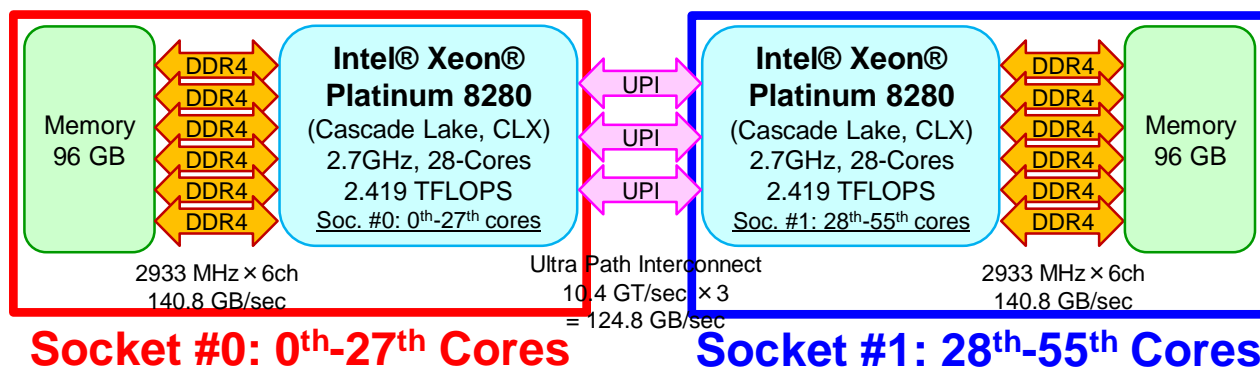 Memory
96 GB
DDR4
DDR4
DDR4
DDR4
DDR4
DDR4
Intel® Xeon®
Platinum 8280
(Cascade Lake, CLX)
2.7GHz, 28-Cores
2.419 TFLOPS
Soc. #0: 0th-27th cores
UPI
UPI
UPI
Intel® Xeon®
Platinum 8280
(Cascade Lake, CLX)
2.7GHz, 28-Cores
2.419 TFLOPS
Soc. #1: 28th-55th cores
DDR4
DDR4
DDR4
DDR4
DDR4
DDR4
Memory
96 GB
2933 MHz×6ch
140.8 GB/sec
Ultra Path Interconnect
10.4 GT/sec ×3
= 124.8 GB/sec
2933 MHz×6ch
140.8 GB/sec
Socket #0: 0th-27th Cores
Socket #1: 28th-55th Cores